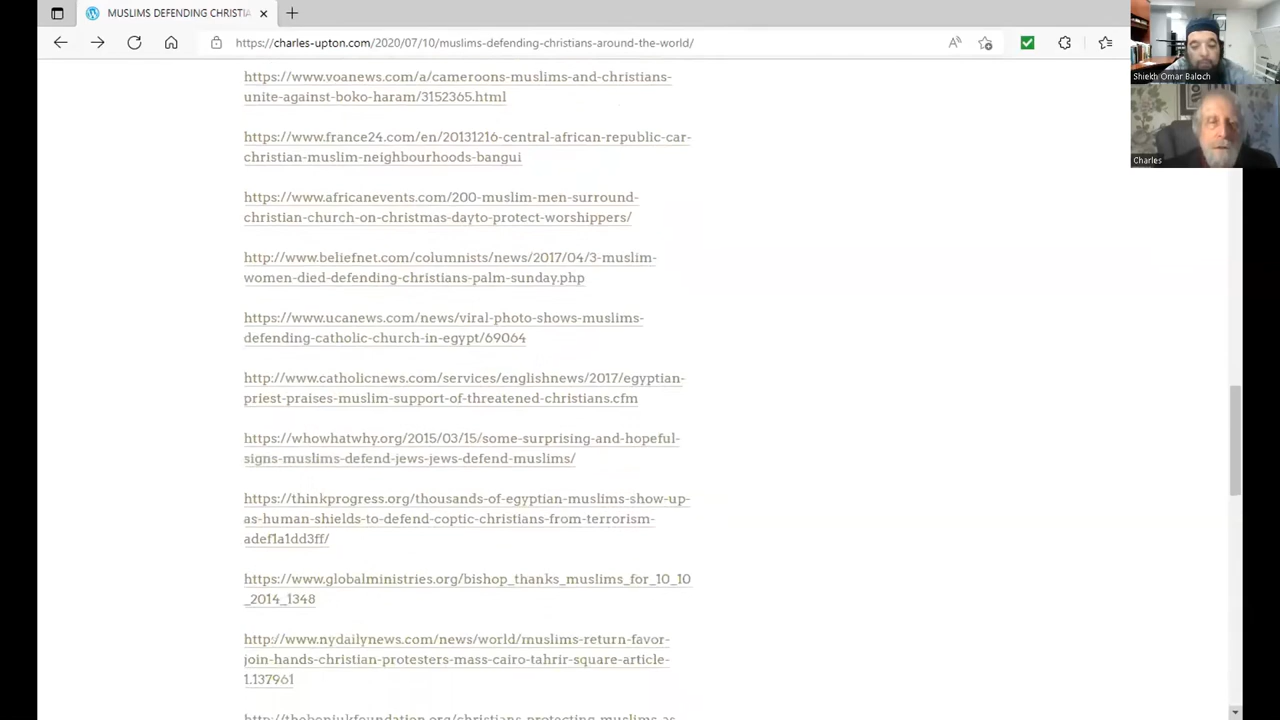 MUSLIMS DEFENDING CHRISTIA
https://charles-upton.com/2020/07/10/muslims-defending-christians-around-the-world/
Shiekh Omar Baloch
Charles
https://www.voanews.com/a/cameroons-muslims-and-christians-
unite-against-boko-haram/3152365.html
https://www.france24.com/en/20131216-central-african-republic-car-
christian-muslim-neighbourhoods-bangui
https://www.africanevents.com/200-muslim-men-surround-
christian-church-on-christmas-dayto-protect-worshippers/
http://www.beliefnet.com/columnists/news/2017/04/3-muslim-
women-died-defending-christians-palm-sunday.php
https://www.ucanews.com/news/viral-photo-shows-muslims-
defending-catholic-church-in-egypt/69064
http://www.catholicnews.com/services/englishnews/2017/egyptian-
priest-praises-muslim-support-of-threatened-christians.cfm
https://whowhatwhy.org/2015/03/15/some-surprising-and-hopeful-
signs-muslims-defend-jews-jews-defend-muslims/
https://thinkprogress.org/thousands-of-egyptian-muslims-show-up-
as-human-shields-to-defend-coptic-christians-from-terrorism-
adef1a1dd3ff/
https://www.globalministries.org/bishop_thanks_muslims_for_10_10
_2014_1348
http://www.nydailynews.com/news/world/muslims-return-favor-
join-hands-christian-protesters-mass-cairo-tahrir-square-article-
1.137961
http://theboniukfoundation.org/christians-protecting-muslims-as-